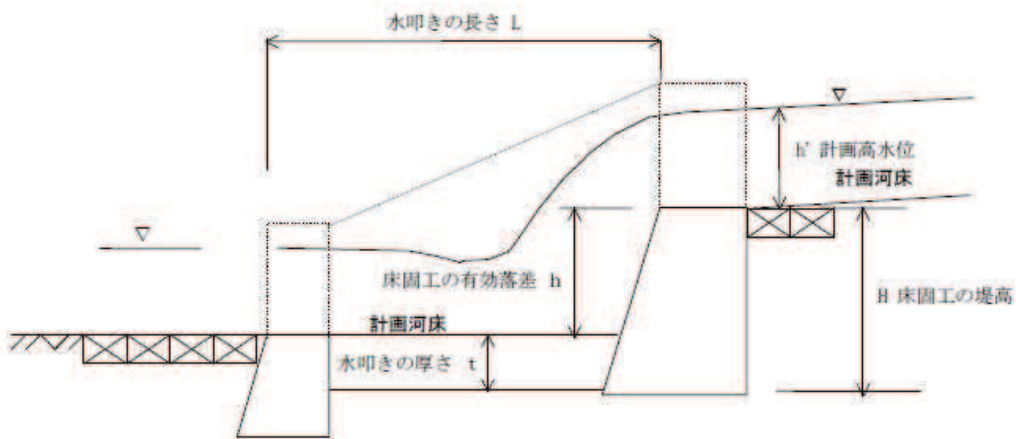 水叩きの長さ L
h' 計画高水位
計画河床
床固工の有効落差 h
H 床固工の堤高
計画河床
水叩きの厚さ t